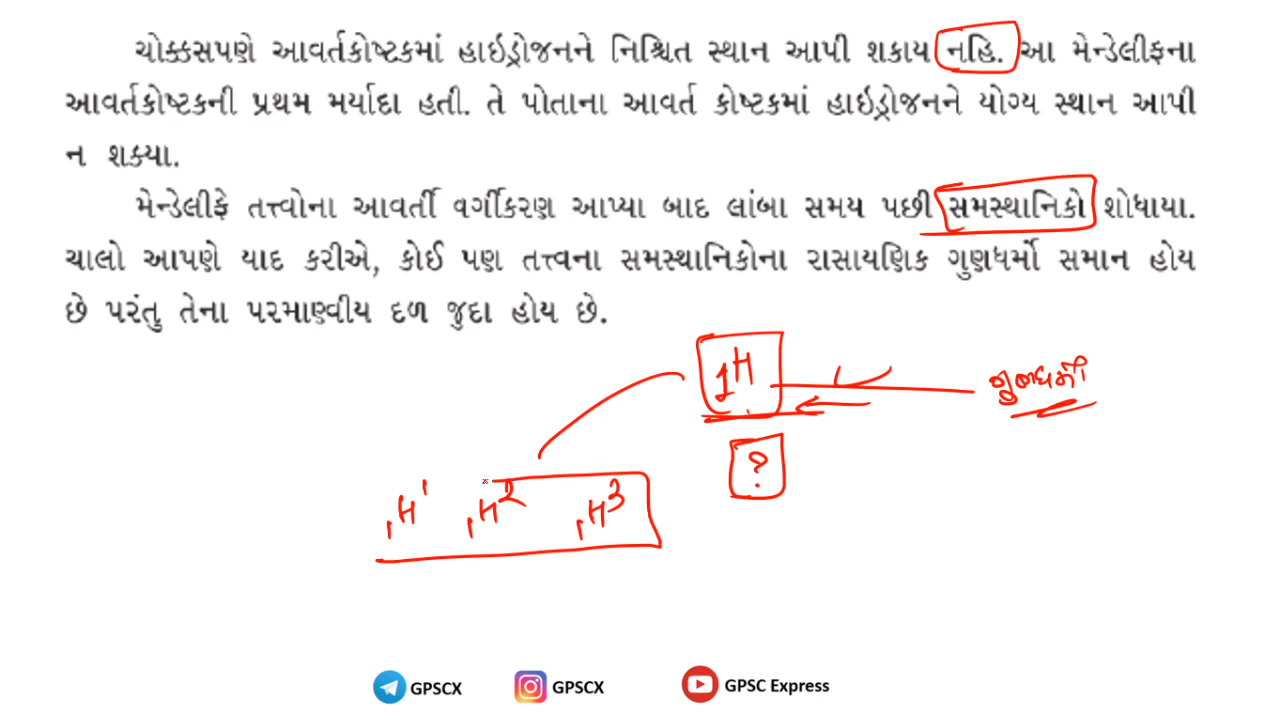 ચોક્કસપણે આવર્તકોષ્ટકમાં હાઇડ્રોજનને નિશ્ચિત સ્થાન આપી શકાય નહિ. આ મેન્ડેલીફના
આવર્તકોષ્ટકની પ્રથમ મર્યાદા હતી. તે પોતાના આવર્ત કોષ્ટકમાં હાઇડ્રોજનને યોગ્ય સ્થાન આપી
ન શક્યા.
મેન્ડેલીફે તત્ત્વોના આવર્તી વર્ગીકરણ આપ્યા બાદ લાંબા સમય પછી સમસ્થાનિકો શોધાયા.
ચાલો આપણે યાદ કરીએ, કોઈ પણ તત્ત્વના સમસ્થાનિકોના રાસાયણિક ગુણધર્મો સમાન હોય
છે પરંતુ તેના પરમાણ્વીય દળ જુદા હોય છે.
₁H ગુણધર્મો
?
₁H¹ ₁H² ₁H³
GPSCX GPSCX GPSC Express